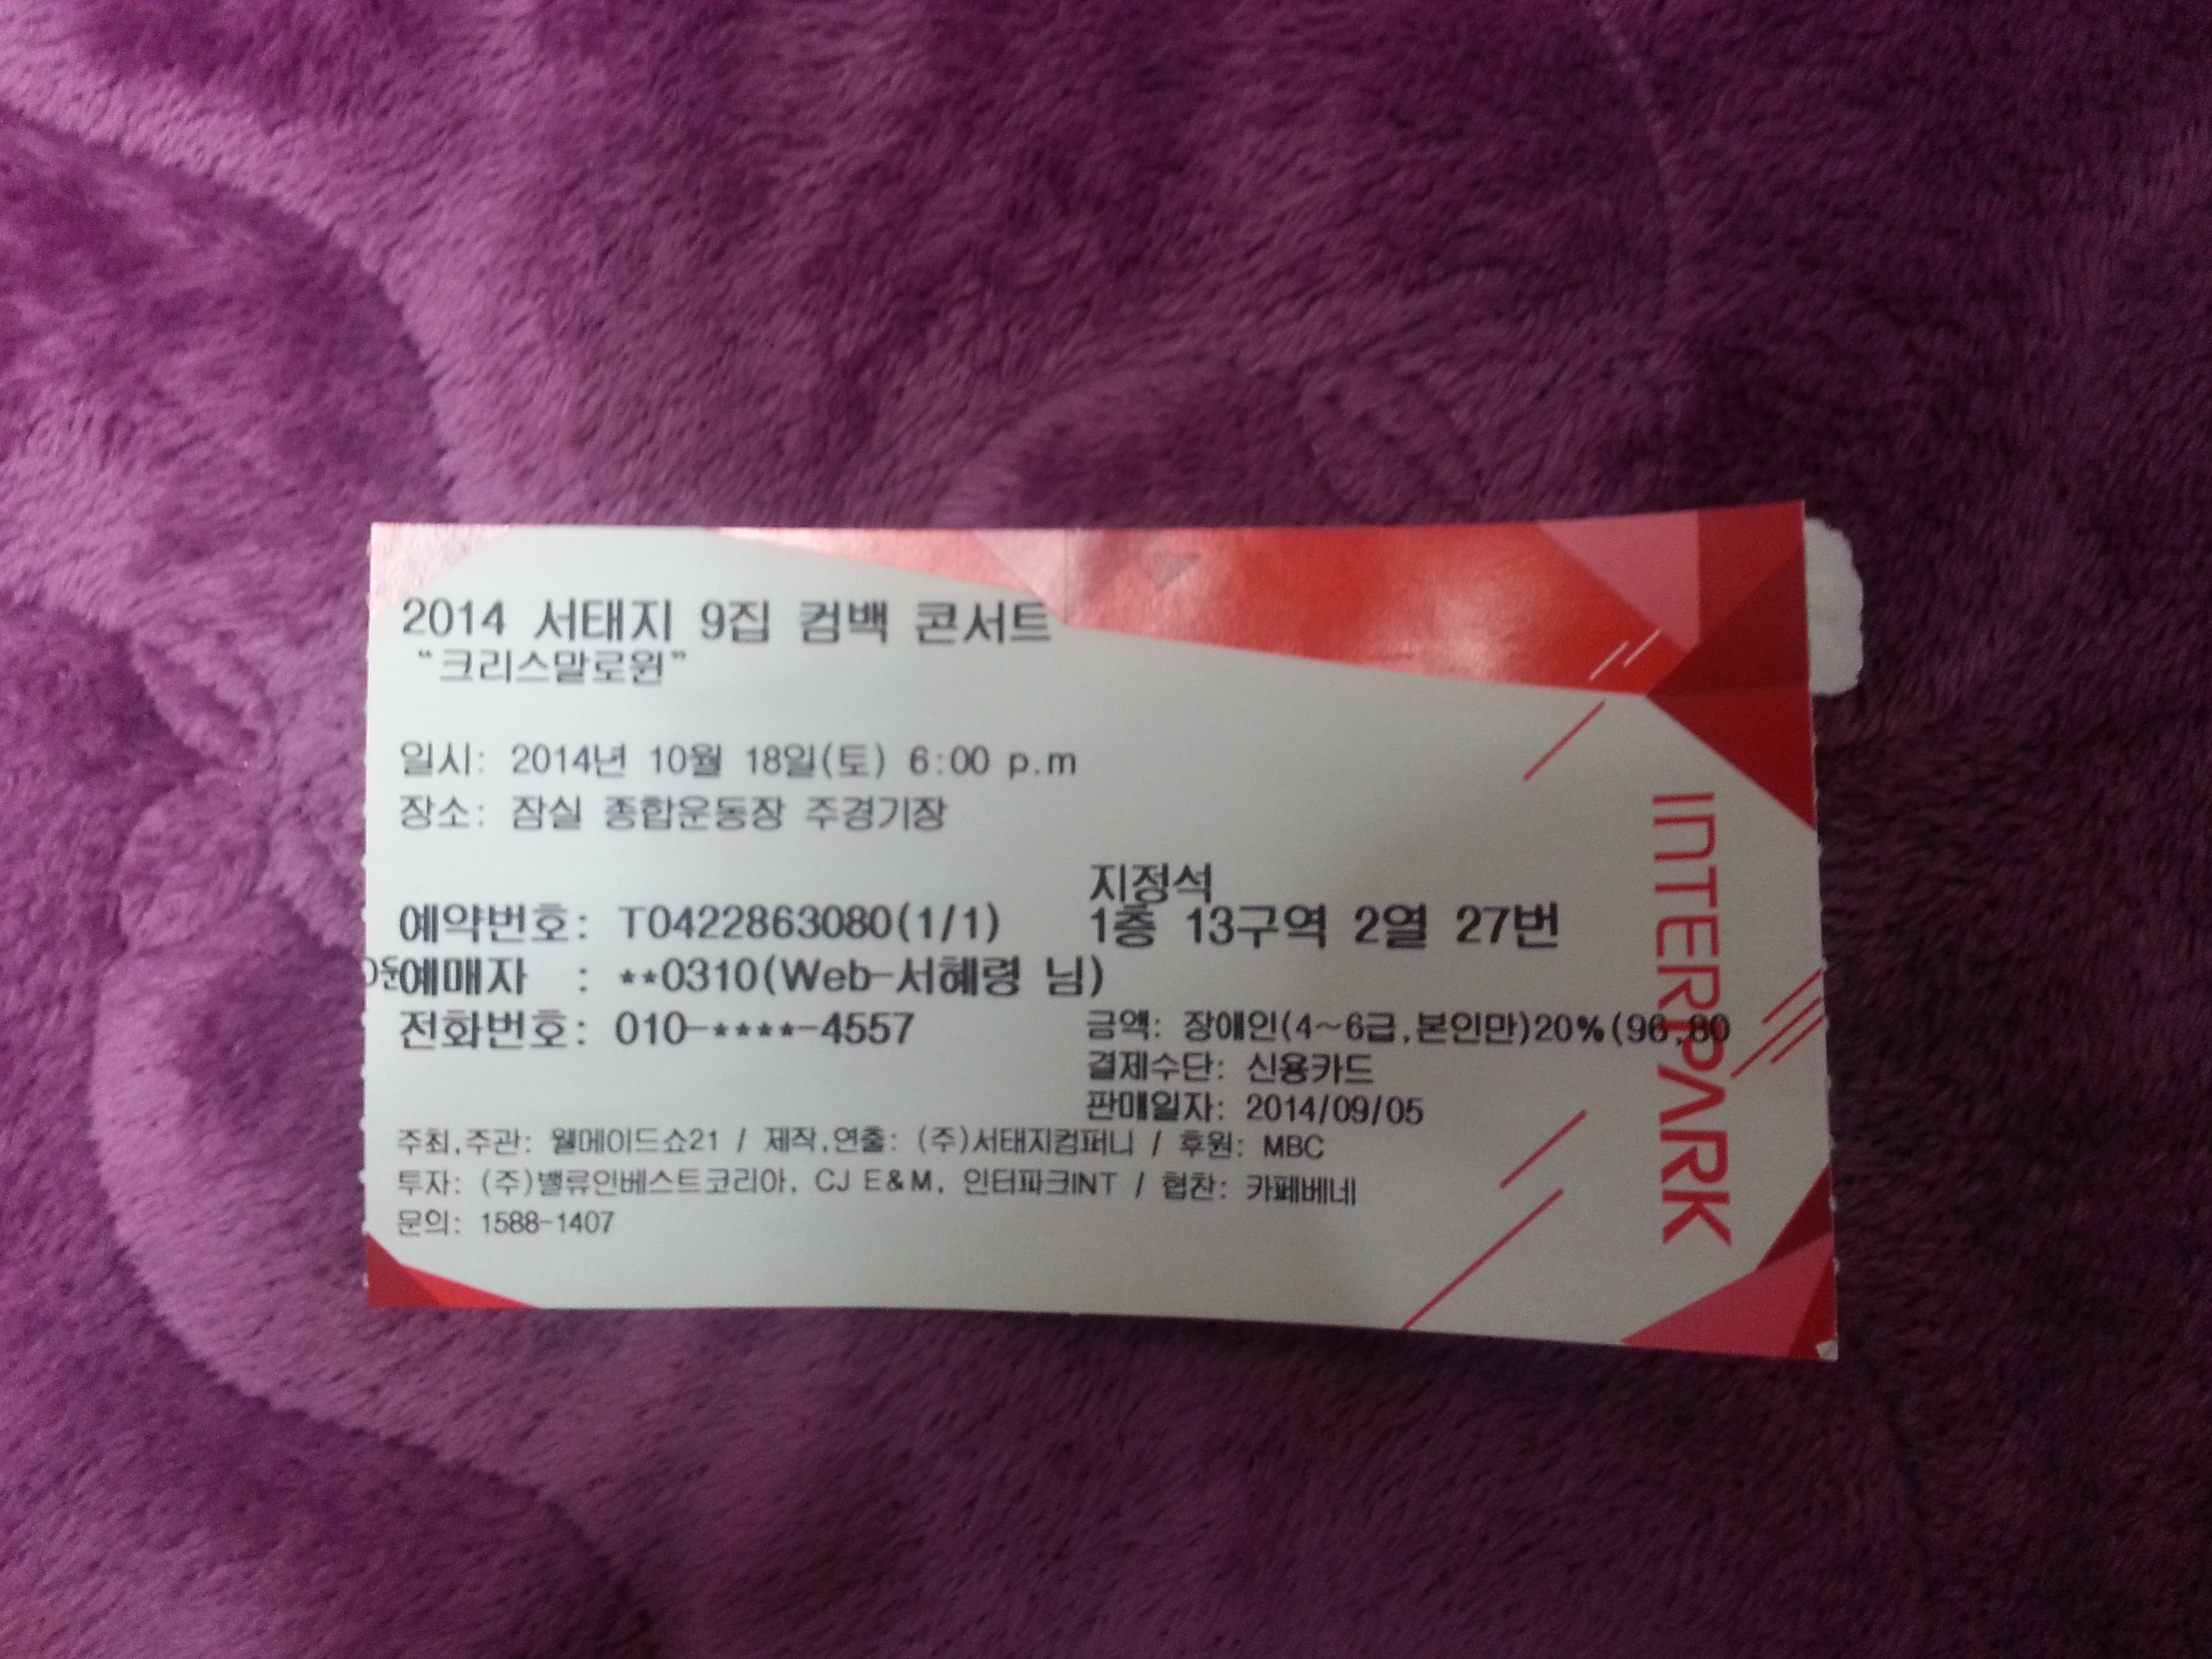 2014 서태지 9집 컴백 콘서트
“크리스말로윈”
일시: 2014년 10월 18일(토) 6:00 p.m
장소: 잠실 종합운동장 주경기장
지정석
예약번호: T0422863080(1/1)
1층 13구역 2열 27번
예매자 : **0310(Web-서혜령 님)
전화번호: 010-****-4557
금액: 장애인(4~6급,본인만)20%(96,80
결제수단: 신용카드
판매일자: 2014/09/05
주최,주관: 웰메이드쇼21 / 제작,연출: (주)서태지컴퍼니 / 후원: MBC
투자: (주)밸류인베스트코리아, CJ E&M, 인터파크INT / 협찬: 카페베네
문의: 1588-1407
INTERPARK